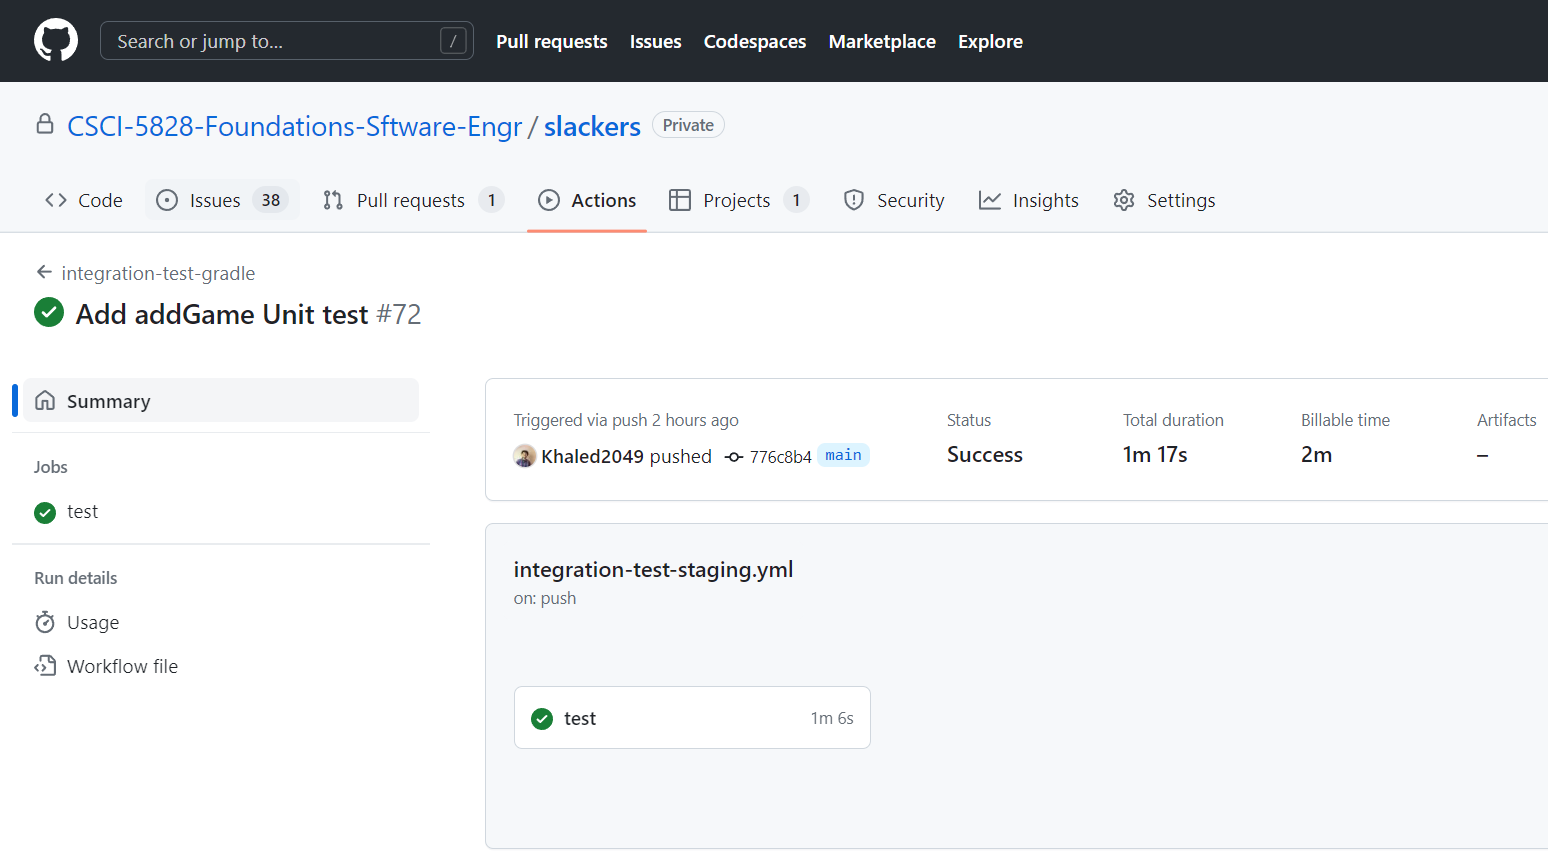 Search or jump to... /
Pull requests Issues Codespaces Marketplace Explore
CSCI-5828-Foundations-Sftware-Engr / slackers Private
Code Issues 38 Pull requests 1 Actions Projects 1 Security Insights Settings
integration-test-gradle
Add addGame Unit test #72
Summary
Jobs
test
Run details
Usage
Workflow file
Triggered via push 2 hours ago
Khaled2049 pushed 776c8b4 main
Status
Success
Total duration
1m 17s
Billable time
2m
Artifacts
–
integration-test-staging.yml
on: push
test 1m 6s